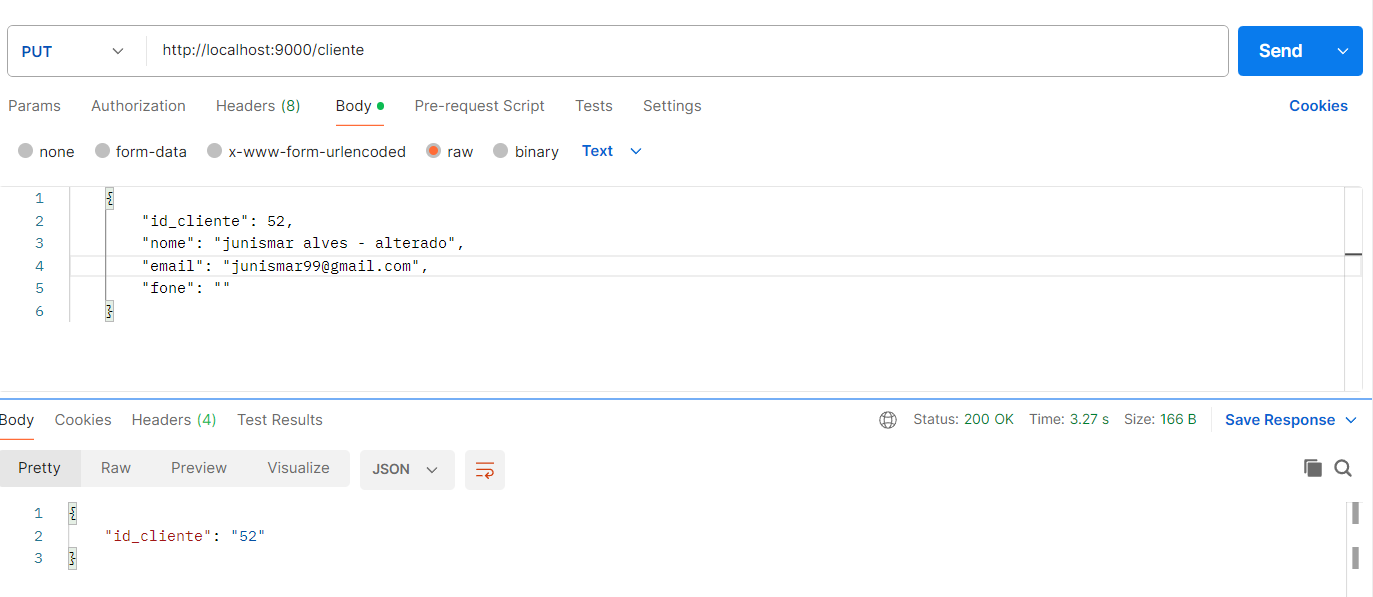 PUT http://localhost:9000/cliente Send
Params Authorization Headers (8) Body Pre-request Script Tests Settings Cookies
none form-data x-www-form-urlencoded raw binary Text
1 {
2 "id_cliente": 52,
3 "nome": "junismar alves - alterado",
4 "email": "junismar99@gmail.com",
5 "fone": ""
6 }
Body Cookies Headers (4) Test Results Status: 200 OK Time: 3.27 s Size: 166 B Save Response
Pretty Raw Preview Visualize JSON
1 {
2 "id_cliente": "52"
3 }